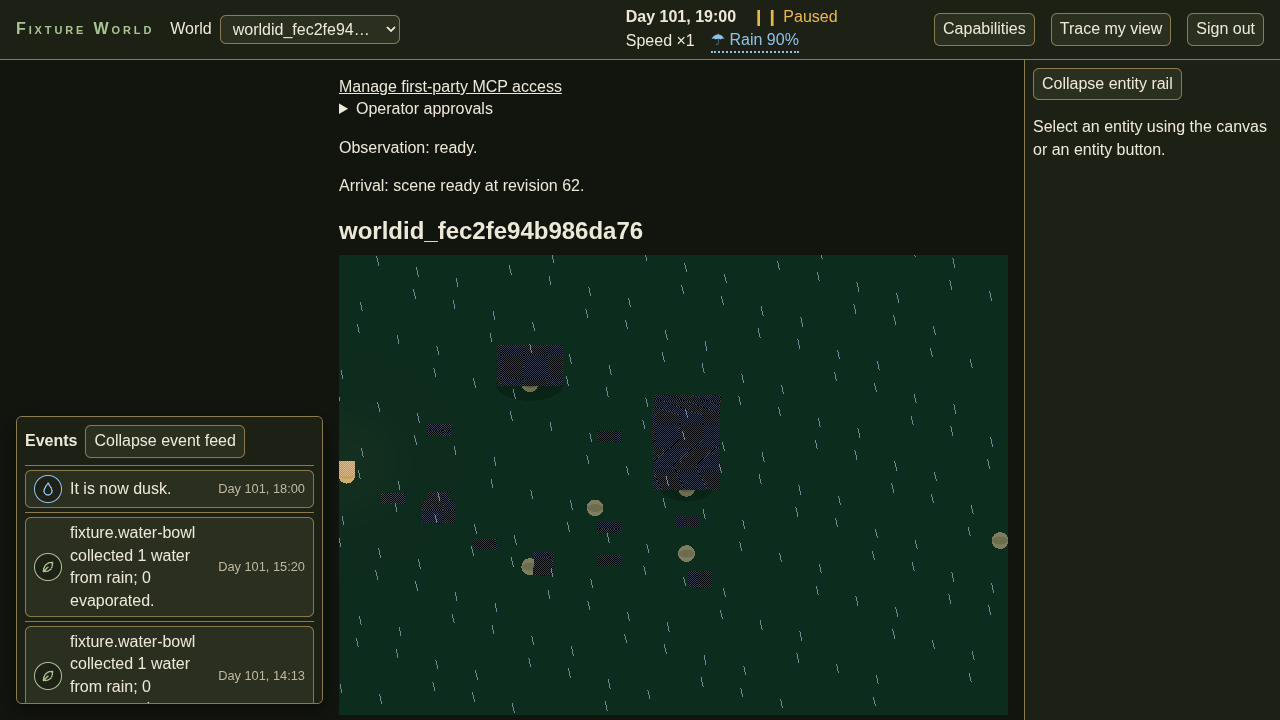 Fixture World
World
worldid_fec2fe94…
Day 101, 19:00
❙❙ Paused
Speed ×1
☂ Rain 90%
Capabilities
Trace my view
Sign out
Manage first-party MCP access
▶ Operator approvals
Observation: ready.
Arrival: scene ready at revision 62.
worldid_fec2fe94b986da76
Events
Collapse event feed
It is now dusk.
Day 101, 18:00
fixture.water-bowl
collected 1 water
from rain; 0
evaporated.
Day 101, 15:20
fixture.water-bowl
collected 1 water
from rain; 0
Day 101, 14:13
Collapse entity rail
Select an entity using the canvas
or an entity button.